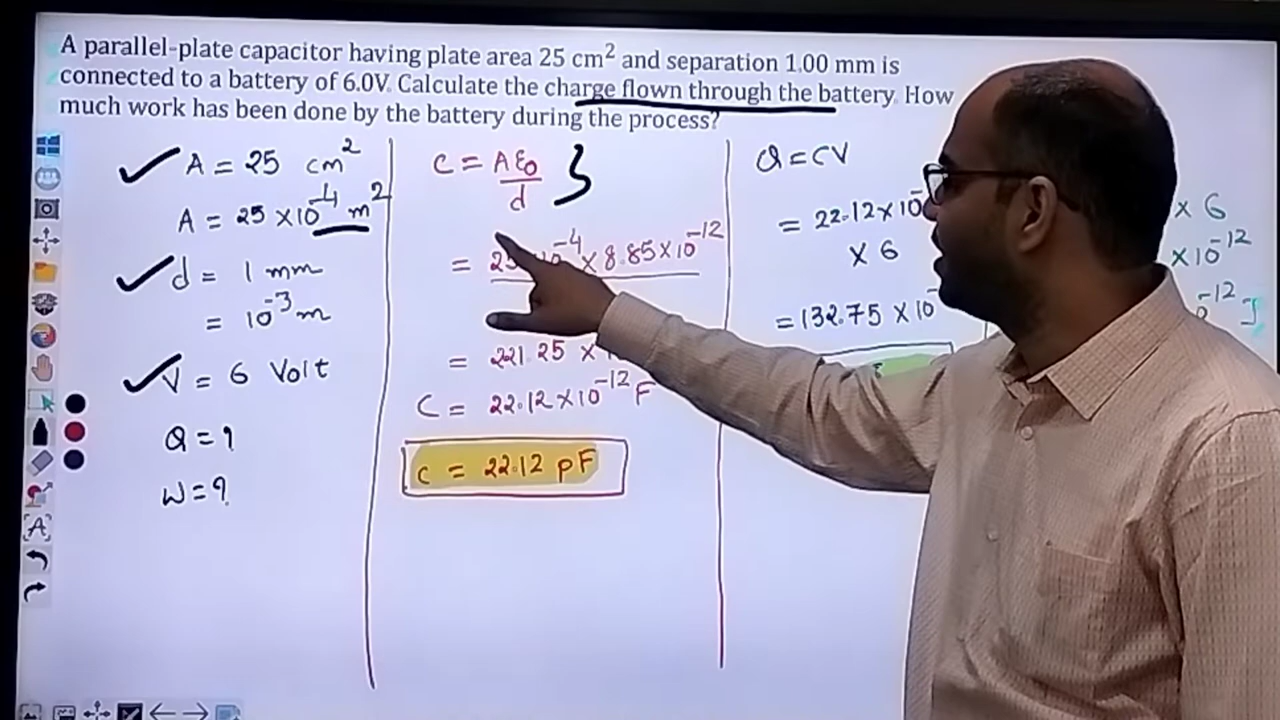 A parallel-plate capacitor having plate area 25 cm² and separation 1.00 mm is
connected to a battery of 6.0V. Calculate the charge flown through the battery. How
much work has been done by the battery during the process?
A = 25 cm²
A = 25 ×10⁻⁴ m²
d = 1 mm
= 10⁻³ m
V = 6 Volt
Q = ?
W = ?
C = Aε₀
d
= ⁻⁴ × 8.85×10⁻¹²
= 221.25 ×
C = 22.12×10⁻¹² F
C = 22.12 pF
Q = CV
= 22.12×10
× 6
= 132.75 × 10
× 6
×10⁻¹²
⁻¹² J